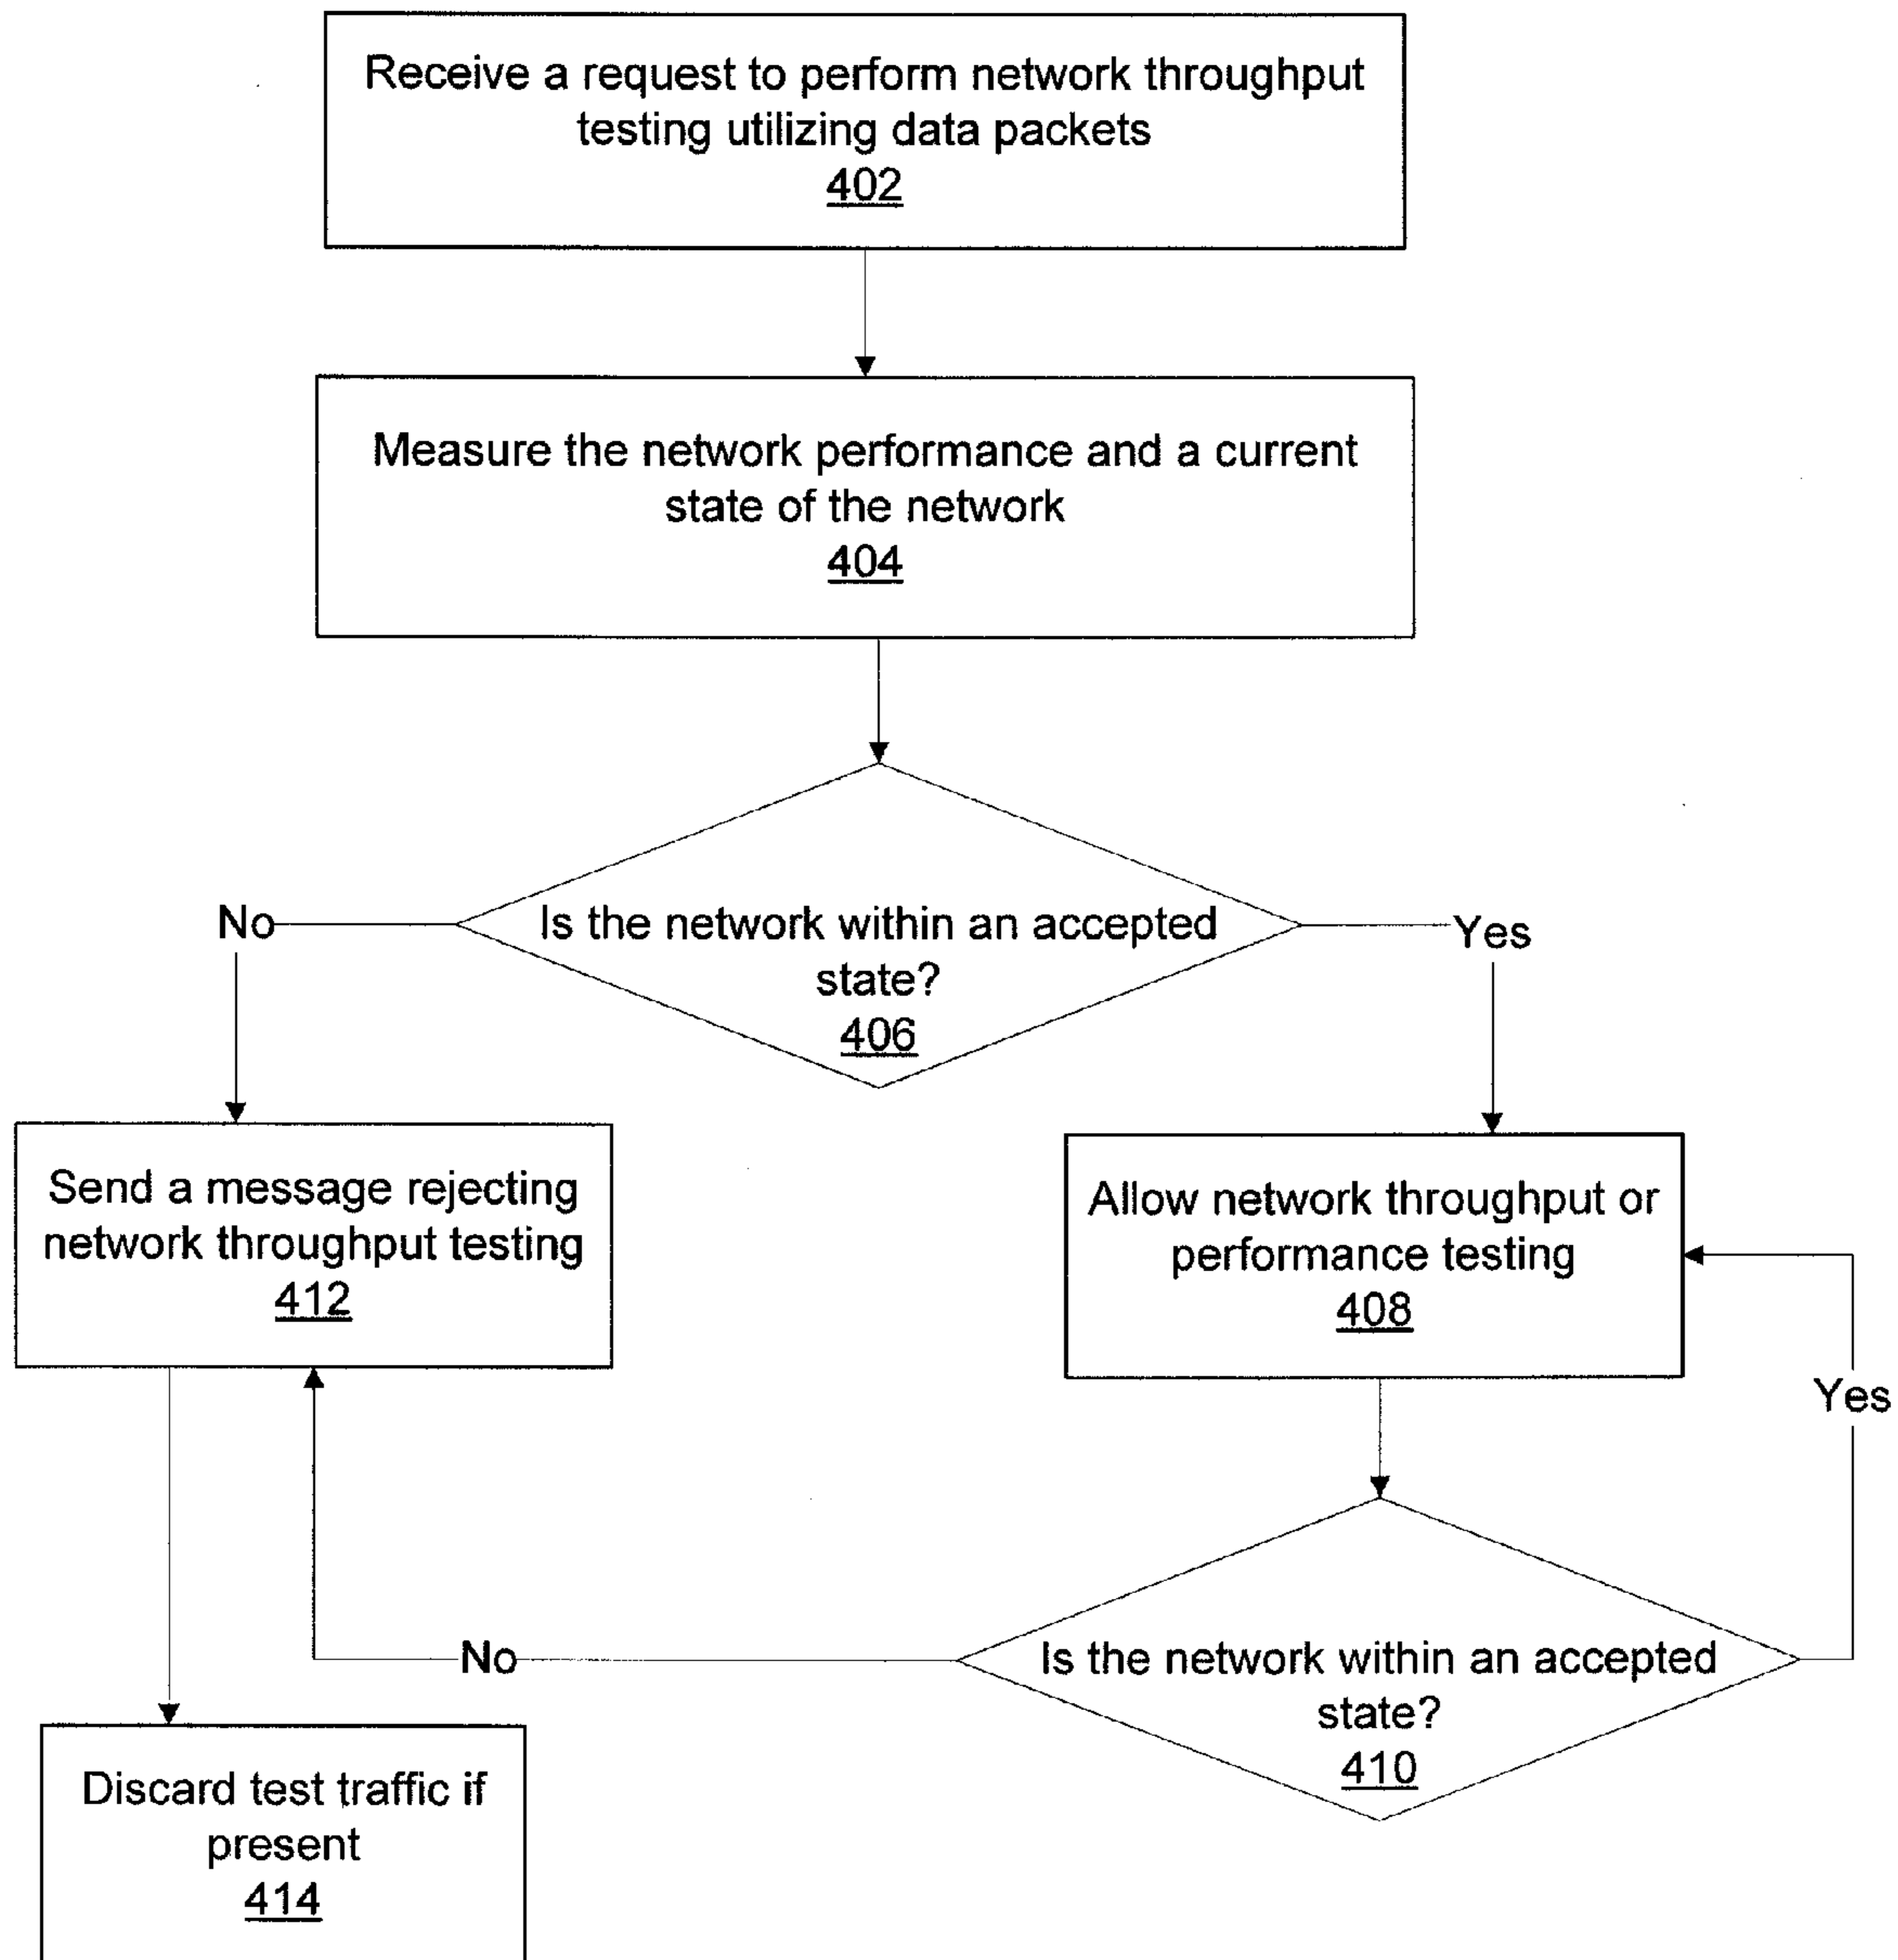 Receive a request to perform network throughput
testing utilizing data packets
402
Measure the network performance and a current
state of the network
404
Is the network within an accepted
state?
406
No
Yes
Send a message rejecting
network throughput testing
412
Allow network throughput or
performance testing
408
Yes
No
Is the network within an accepted
state?
410
Discard test traffic if
present
414